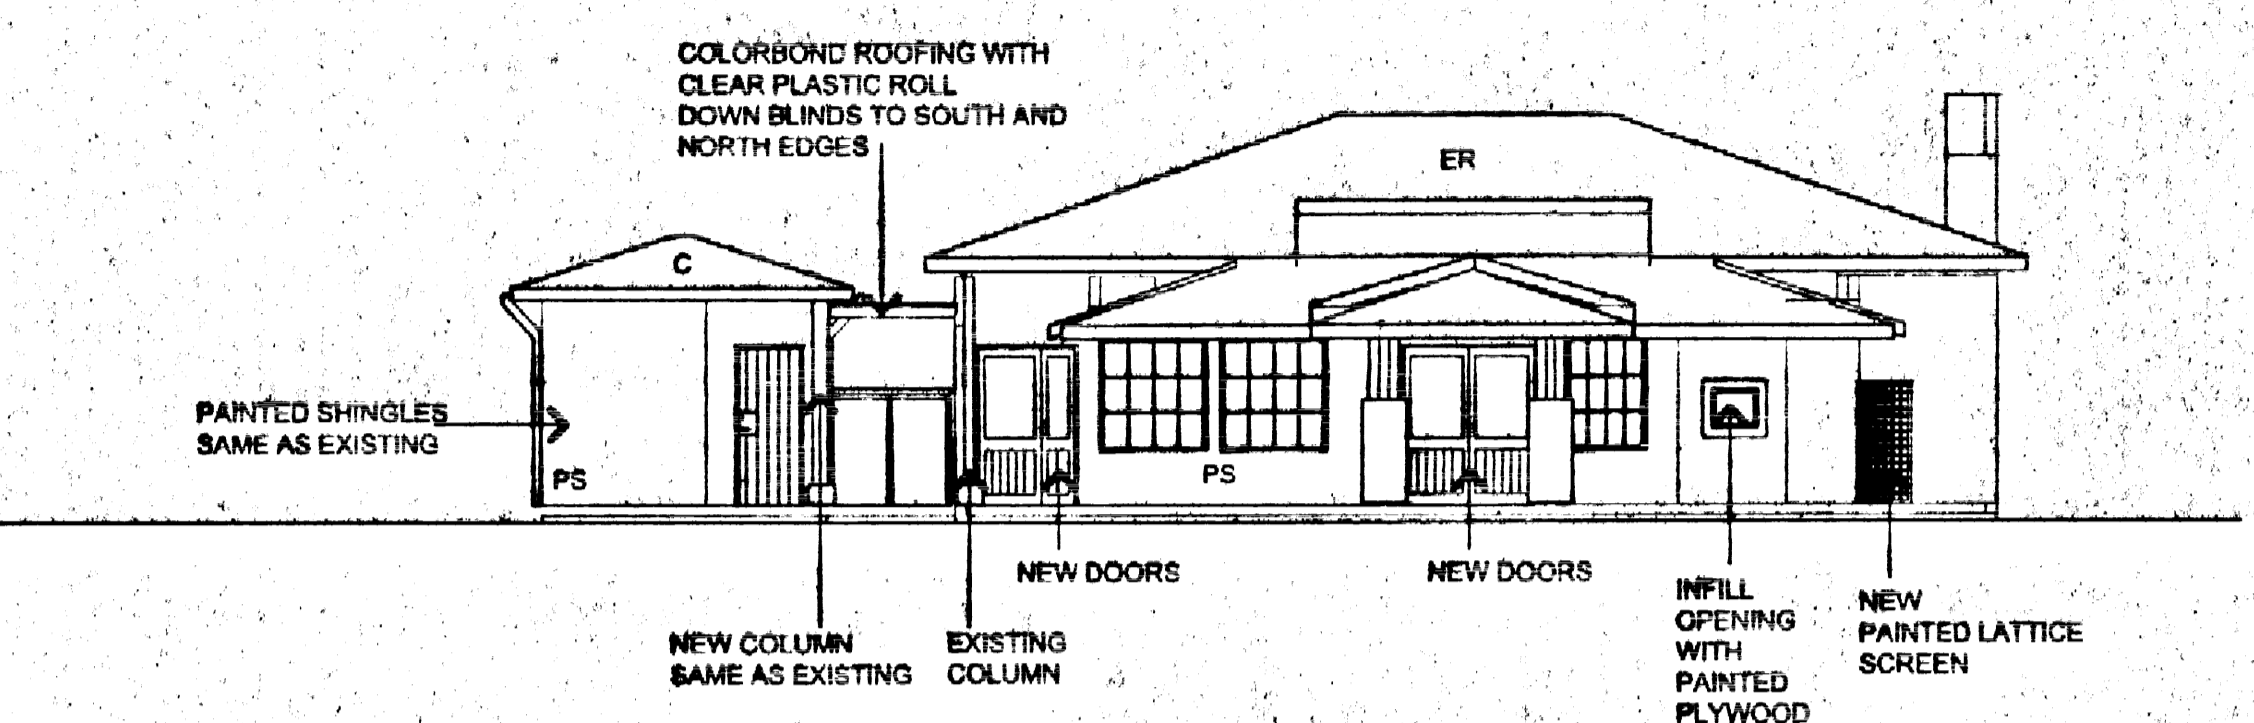 COLORBOND ROOFING WITH
CLEAR PLASTIC ROLL
DOWN BLINDS TO SOUTH AND
NORTH EDGES
ER
C
PAINTED SHINGLES
SAME AS EXISTING
PS
PS
NEW DOORS
NEW DOORS
NEW COLUMN
SAME AS EXISTING
EXISTING
COLUMN
INFILL
OPENING
WITH
PAINTED
PLYWOOD
NEW
PAINTED LATTICE
SCREEN